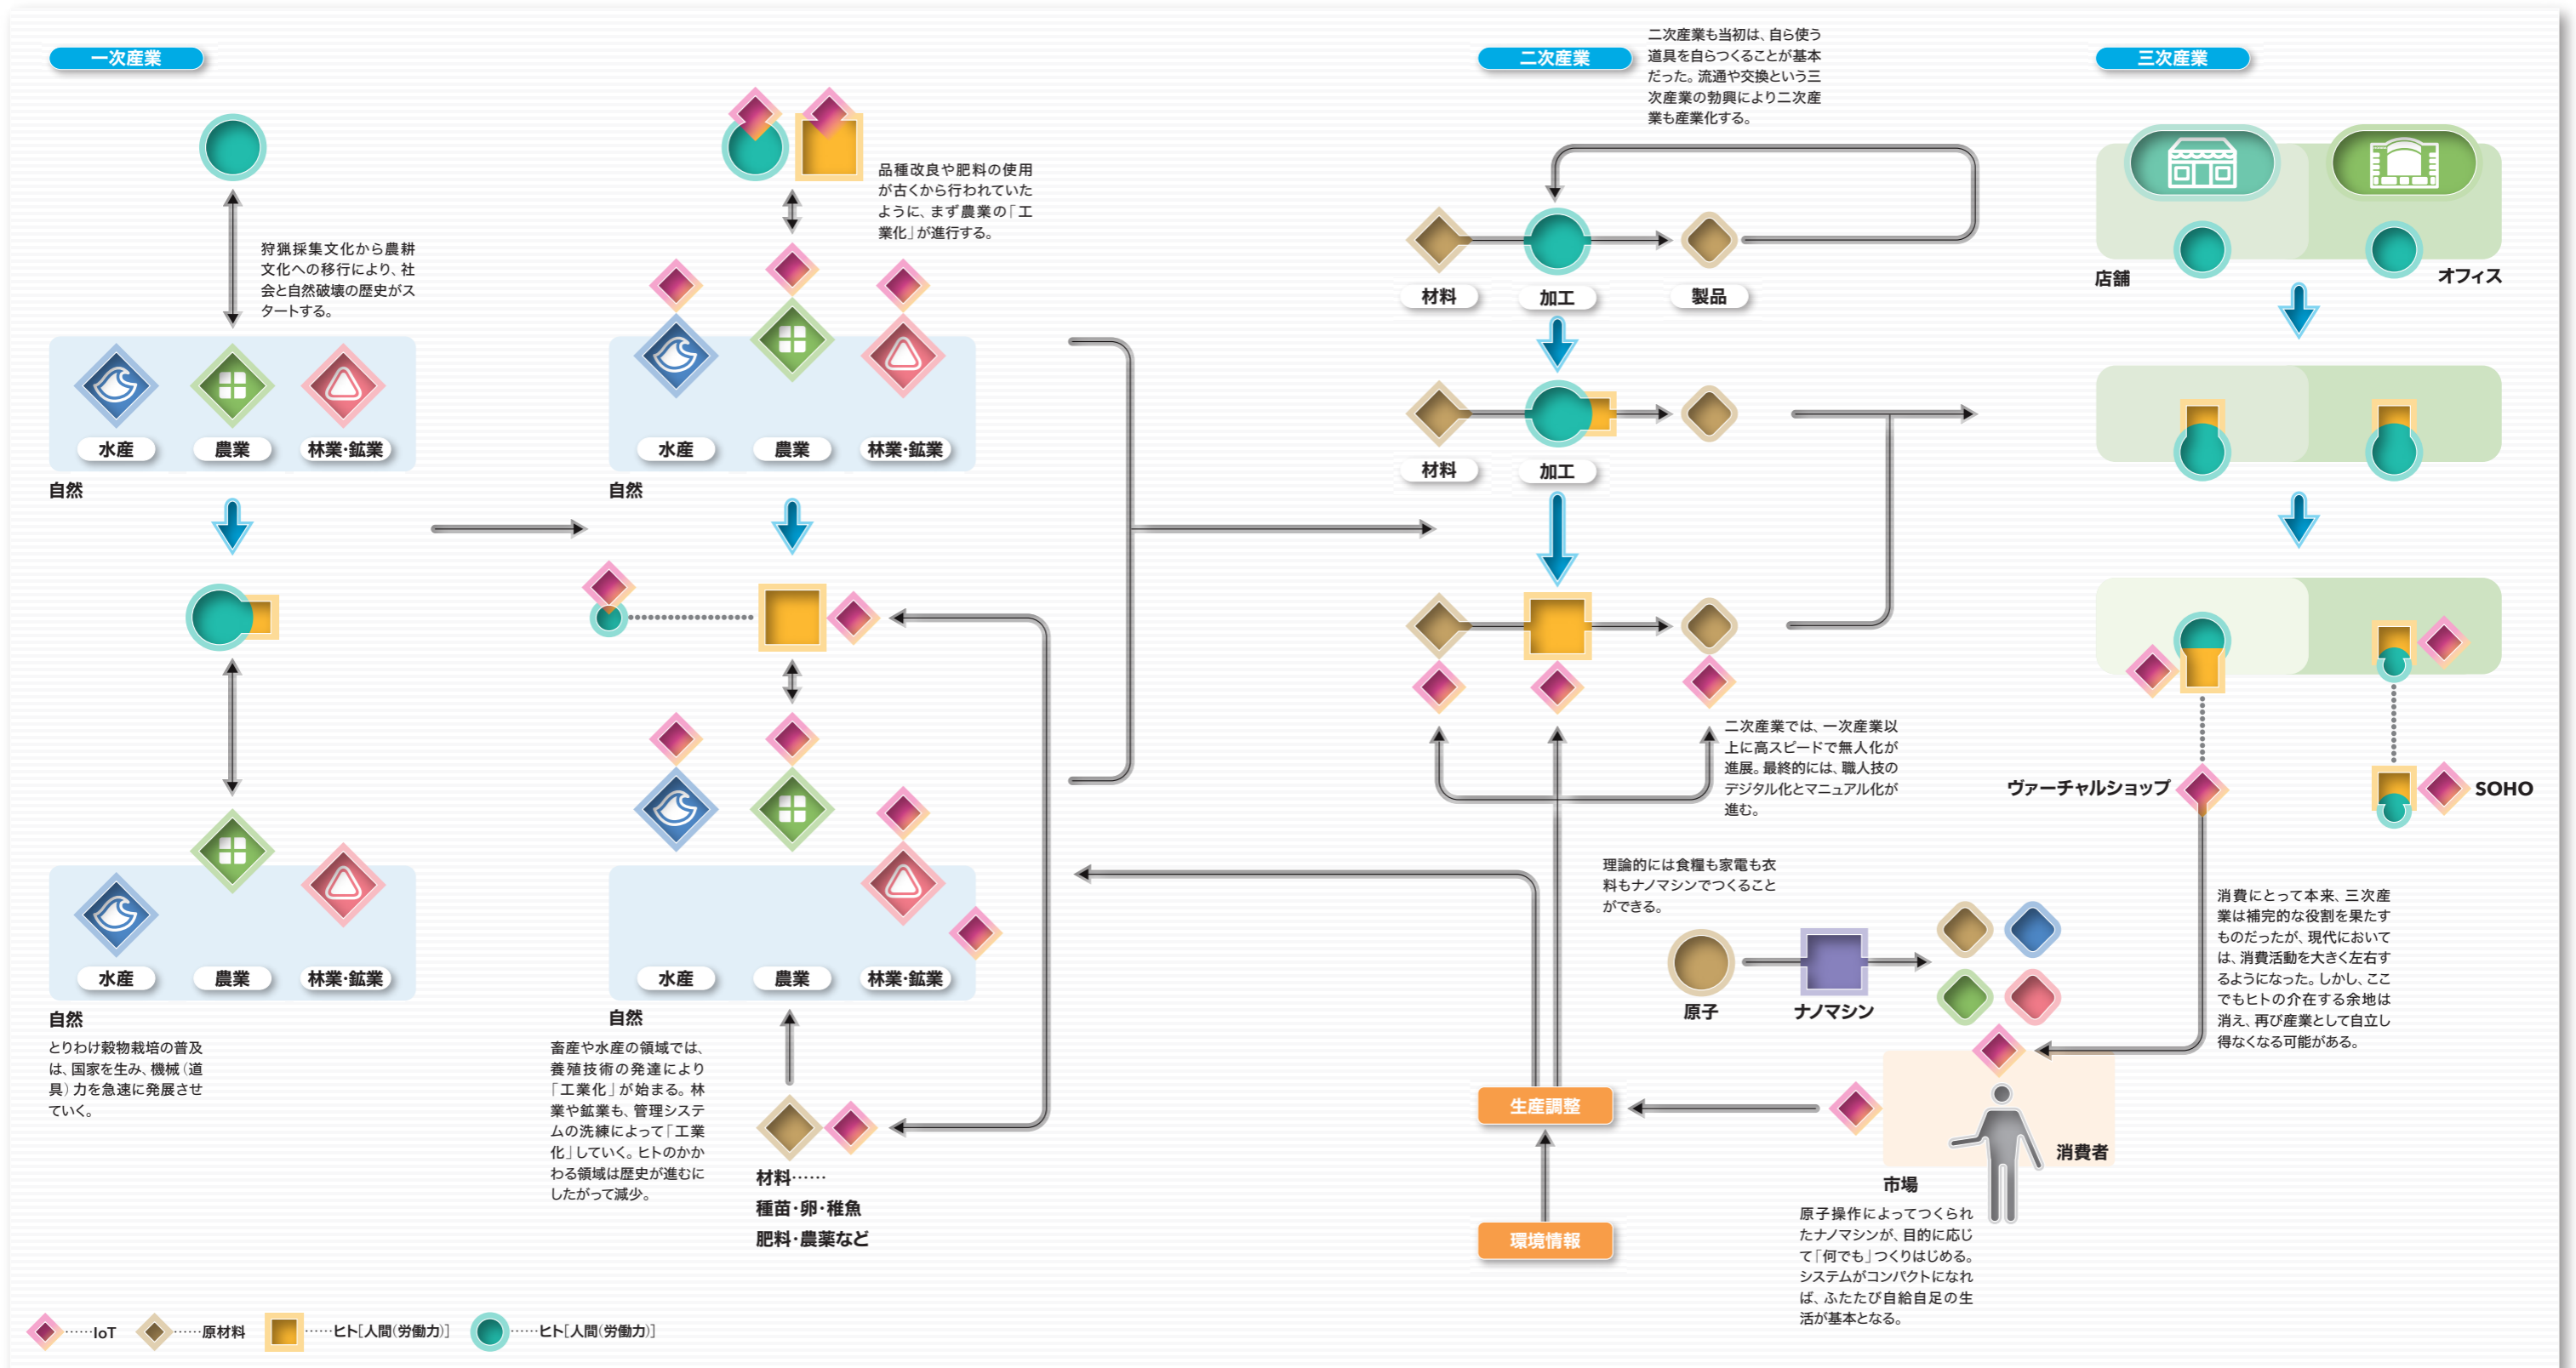 一次産業
狩猟採集文化から農耕
文化への移行により、社
会と自然破壊の歴史がス
タートする。
水産
農業
林業・鉱業
自然
水産
農業
林業・鉱業
自然
とりわけ穀物栽培の普及
は、国家を生み、機械(道
具)力を急速に発展させ
ていく。
品種改良や肥料の使用
が古くから行われていた
ように、まず農業の「工
業化」が進行する。
水産
農業
林業・鉱業
自然
水産
農業
林業・鉱業
自然
畜産や水産の領域では、
養殖技術の発達により
「工業化」が始まる。林
業や鉱業も、管理システ
ムの洗練によって「工業
化」していく。ヒトのかか
わる領域は歴史が進むに
したがって減少。
材料……
種苗・卵・稚魚
肥料・農薬など
二次産業
二次産業も当初は、自ら使う
道具を自らつくることが基本
だった。流通や交換という三
次産業の勃興により二次産
業も産業化する。
材料
加工
製品
材料
加工
二次産業では、一次産業以
上に高スピードで無人化が
進展。最終的には、職人技の
デジタル化とマニュアル化が
進む。
理論的には食糧も家電も衣
料もナノマシンでつくること
ができる。
原子
ナノマシン
生産調整
環境情報
三次産業
店舗
オフィス
ヴァーチャルショップ
SOHO
消費にとって本来、三次産
業は補完的な役割を果たす
ものだったが、現代において
は、消費活動を大きく左右す
るようになった。しかし、ここ
でもヒトの介在する余地は
消え、再び産業として自立し
得なくなる可能がある。
消費者
市場
原子操作によってつくられ
たナノマシンが、目的に応じ
て「何でも」つくりはじめる。
システムがコンパクトになれ
ば、ふたたび自給自足の生
活が基本となる。
……IoT
……原材料
……ヒト[人間(労働力)]
……ヒト[人間(労働力)]